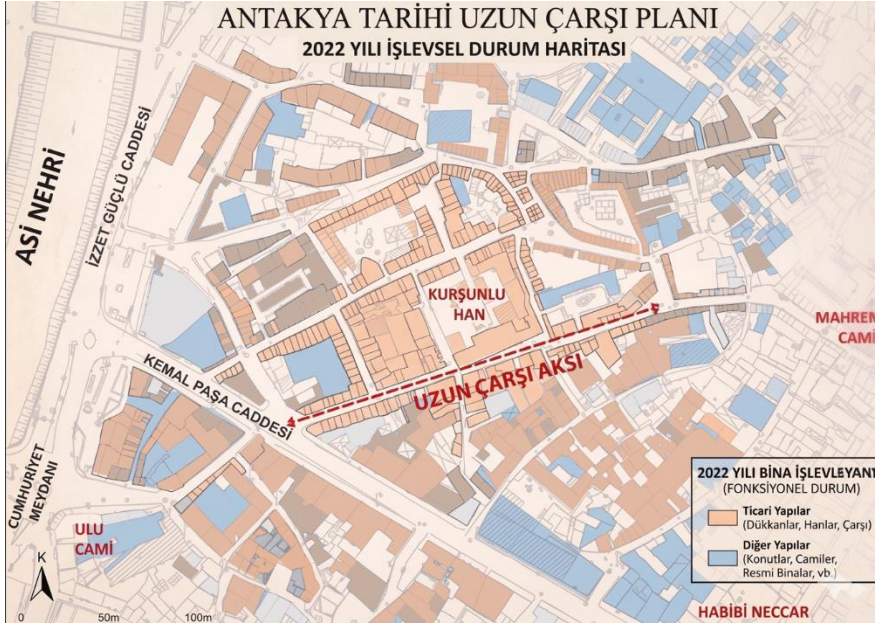 ANTAKYA TARİHİ UZUN ÇARŞI PLANI
2022 YILI İŞLEVSEL DURUM HARİTASI
ASİ NEHRİ
İZZET GÜÇLÜ CADDESİ
KURŞUNLU
HAN
MAHREM
CAMİ
UZUN ÇARŞI AKSI
KEMAL PAŞA CADDESİ
CUMHURİYET
MEYDANI
ULU
CAMİ
2022 YILI BİNA İŞLEVLEYANI
(FONKSİYONEL DURUM)
Ticari Yapılar
(Dükkanlar, Hanlar, Çarşı)
Diğer Yapılar
(Konutlar, Camiler,
Resmi Binalar, vb.)
HABİBİ NECCAR
K
0 50m 100m